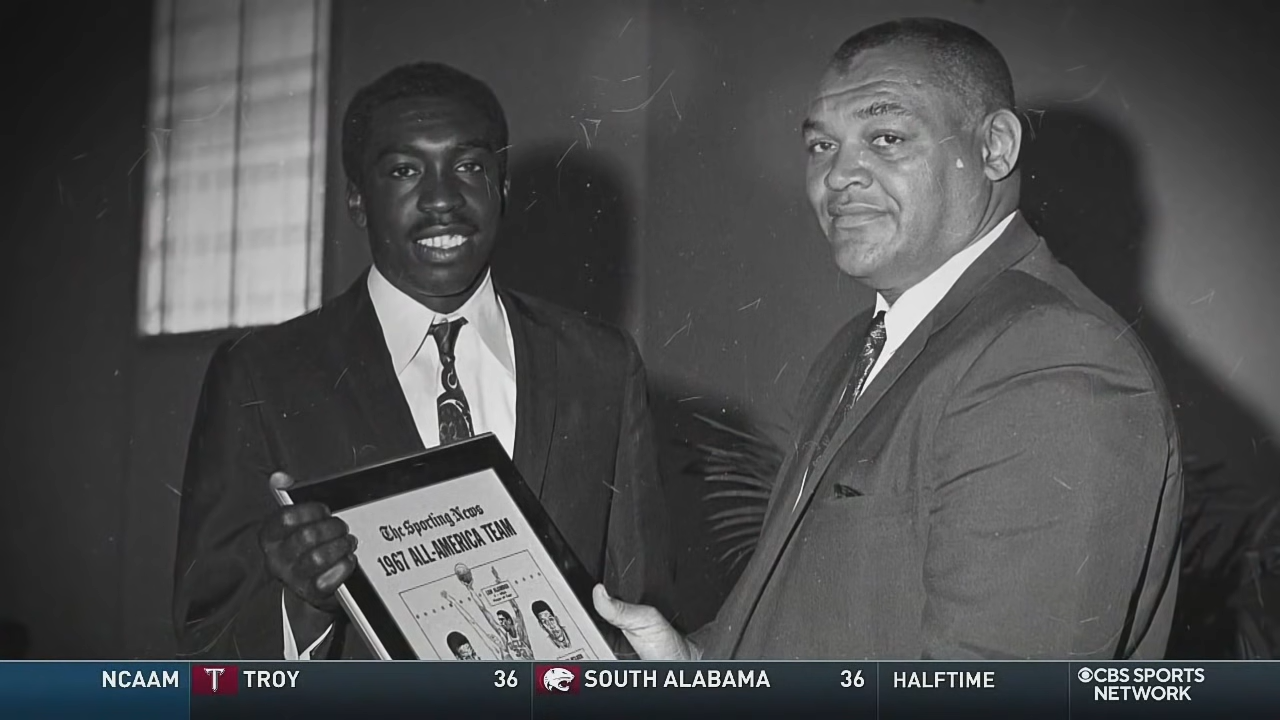 The Sporting News
1967 ALL-AMERICA TEAM
NCAAM T TROY 36 SOUTH ALABAMA 36 HALFTIME CBS SPORTS
NETWORK